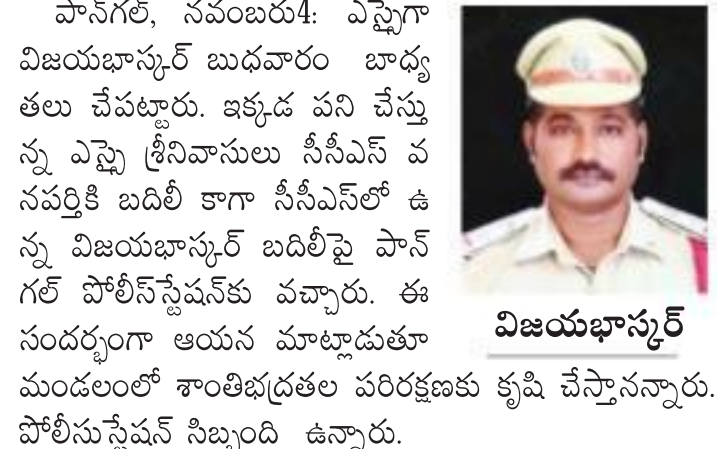 పాన్‌గల్, నవంబరు4: ఎస్సైగా
విజయభాస్కర్ బుధవారం బాధ్య
తలు చేపట్టారు. ఇక్కడ పని చేస్తు
న్న ఎస్సై శ్రీనివాసులు సీసీఎస్ వ
నపర్తికి బదిలీ కాగా సీసీఎస్‌లో ఉ
న్న విజయభాస్కర్ బదిలీపై పాన్
గల్ పోలీస్‌స్టేషన్‌కు వచ్చారు. ఈ
సందర్భంగా ఆయన మాట్లాడుతూ
మండలంలో శాంతిభద్రతల పరిరక్షణకు కృషి చేస్తానన్నారు.
పోలీసుస్టేషన్ సిబ్బంది ఉన్నారు.
విజయభాస్కర్